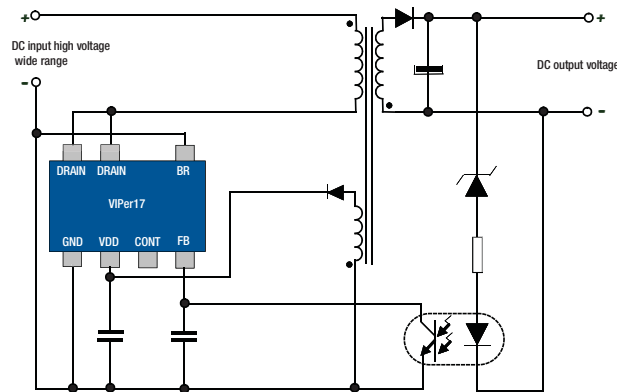 +
DC input high voltage
wide range
-
+
DC output voltage
-
DRAIN DRAIN BR
VIPer17
GND VDD CONT FB